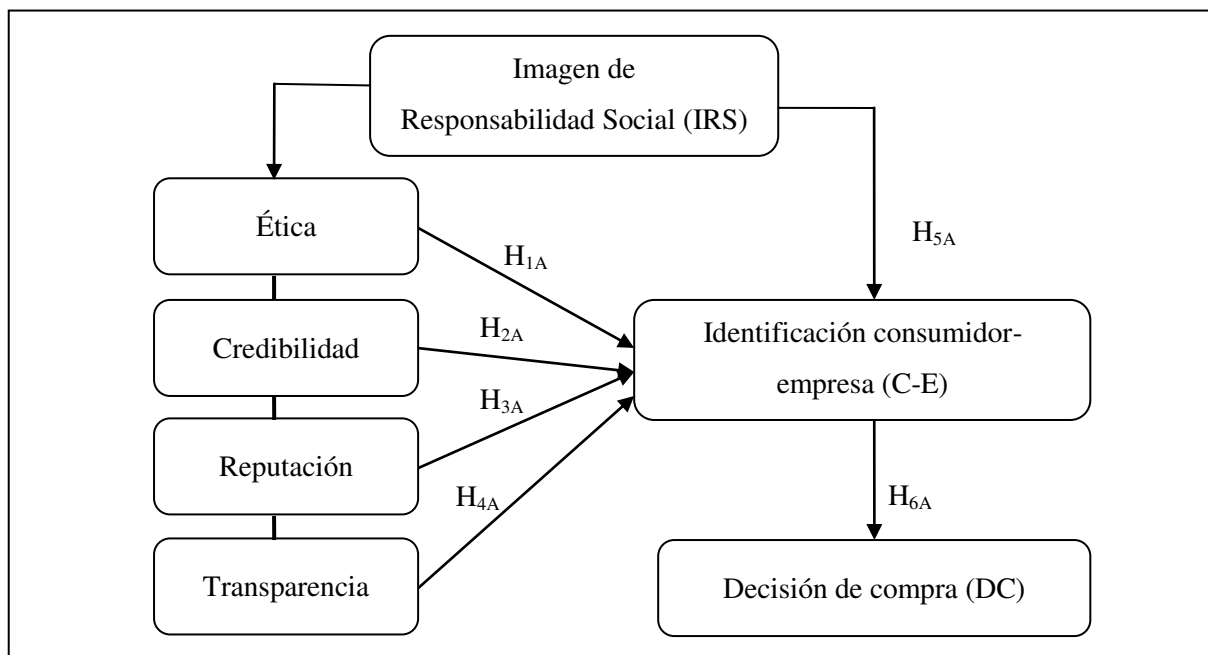 Imagen de
Responsabilidad Social (IRS)
Ética
H1A
H5A
Credibilidad
H2A
Identificación consumidor-
empresa (C-E)
H3A
Reputación
H4A
H6A
Transparencia
Decisión de compra (DC)